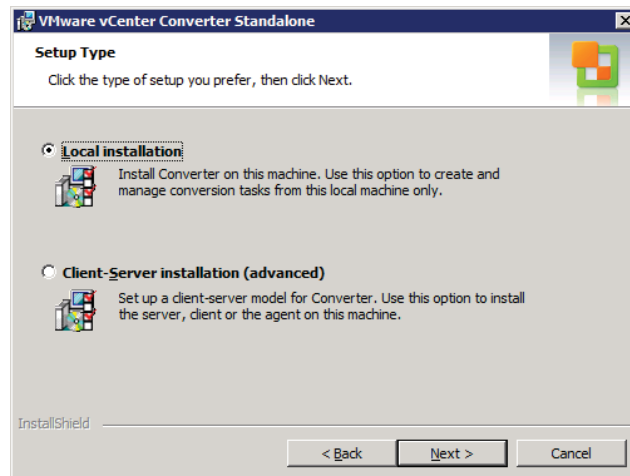 VMware vCenter Converter Standalone
Setup Type
Click the type of setup you prefer, then click Next.
Local installation
Install Converter on this machine. Use this option to create and
manage conversion tasks from this local machine only.
Client-Server installation (advanced)
Set up a client-server model for Converter. Use this option to install
the server, client or the agent on this machine.
InstallShield
< Back
Next >
Cancel